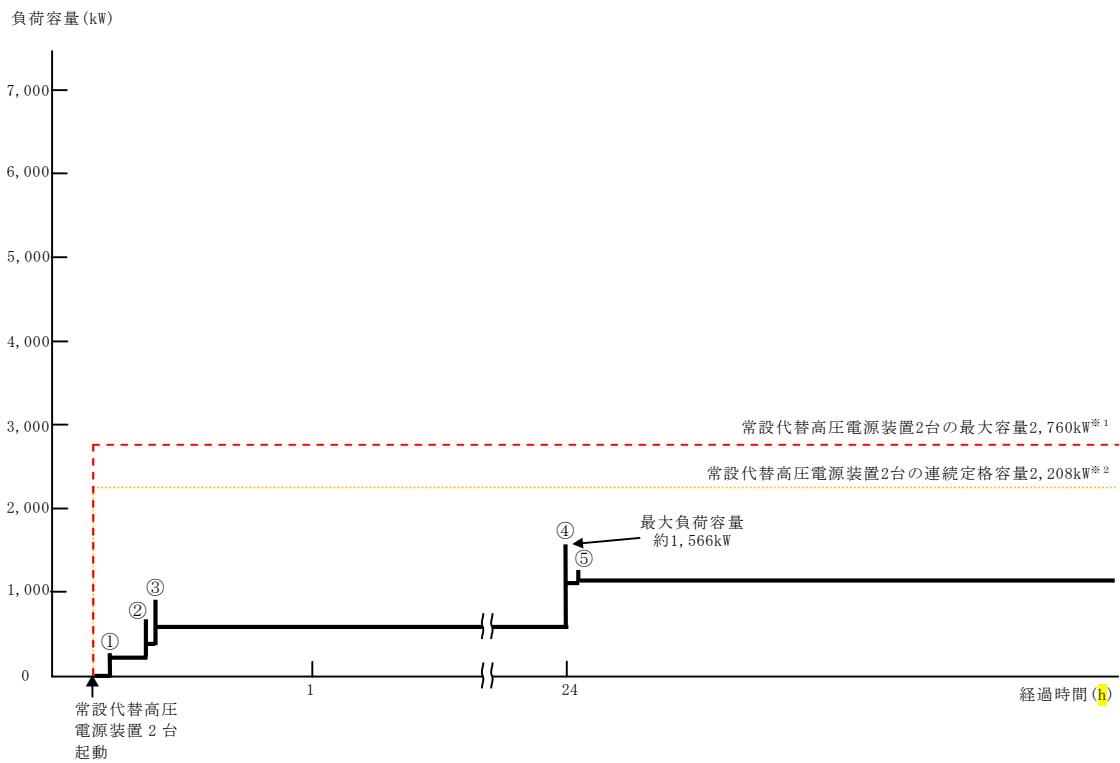 負荷容量(kW)
7,000
6,000
5,000
4,000
3,000
常設代替高圧電源装置2台の最大容量2,760kW※1
常設代替高圧電源装置2台の連続定格容量2,208kW※2
2,000
④
最大負荷容量
約1,566kW
⑤
1,000
③
②
①
0
1
24
経過時間(h)
常設代替高圧
電源装置2台
起動